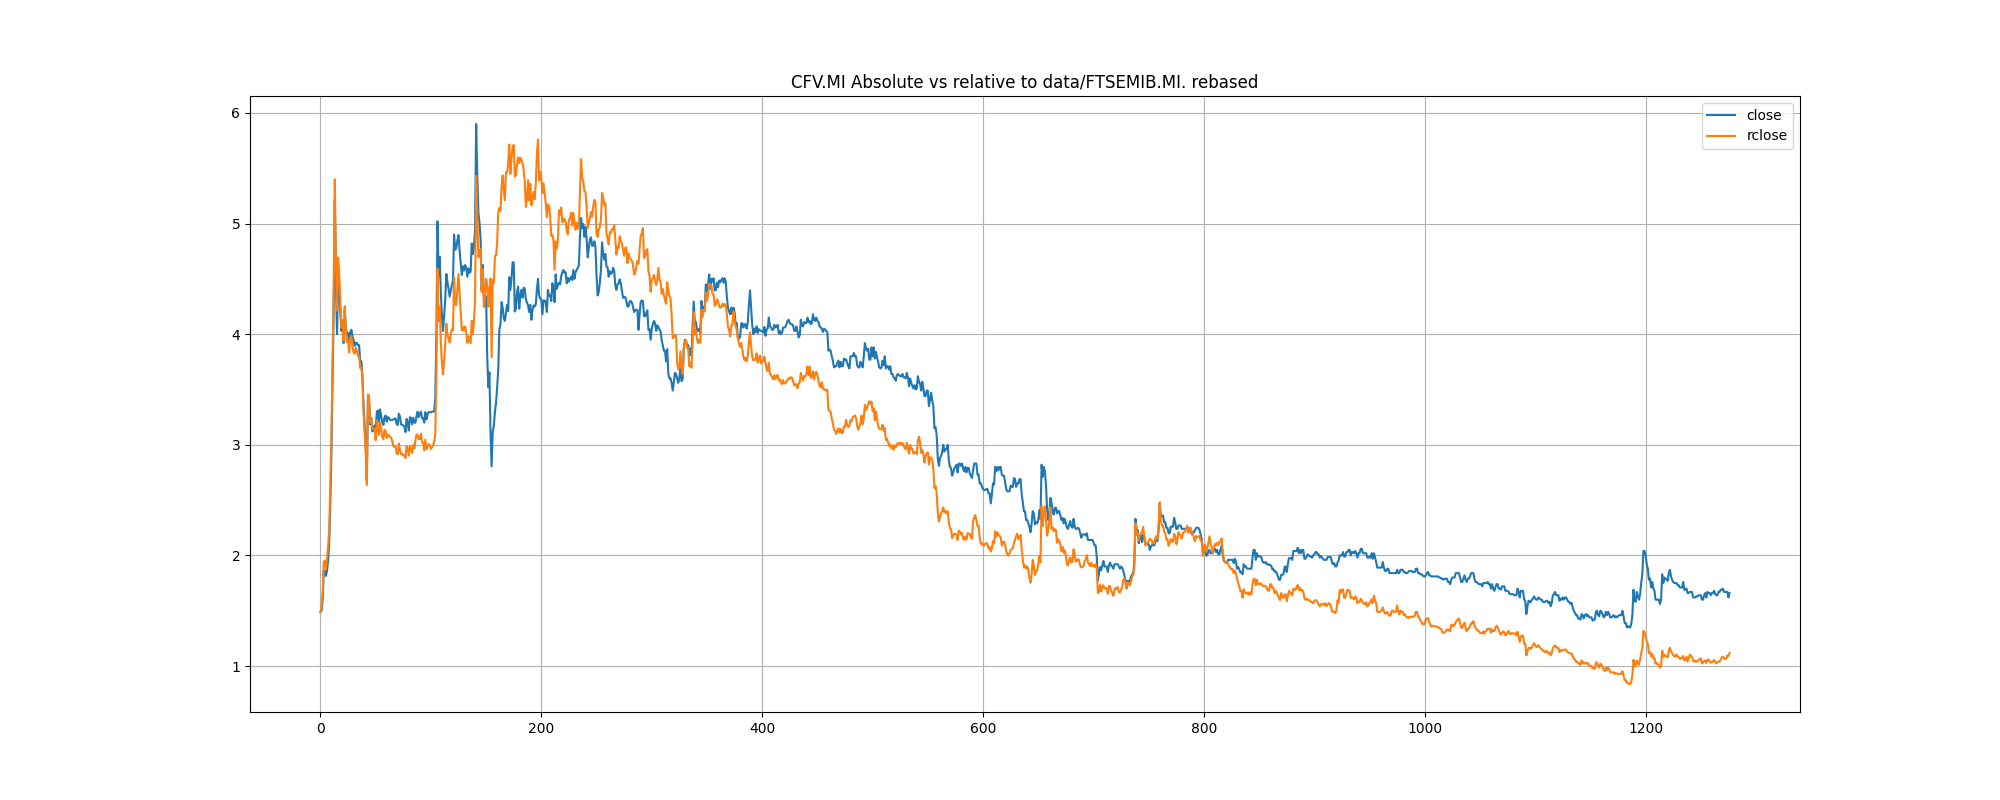 CFV.MI Absolute vs relative to data/FTSEMIB.MI. rebased
close
rclose
6
5
4
3
2
1
0 200 400 600 800 1000 1200